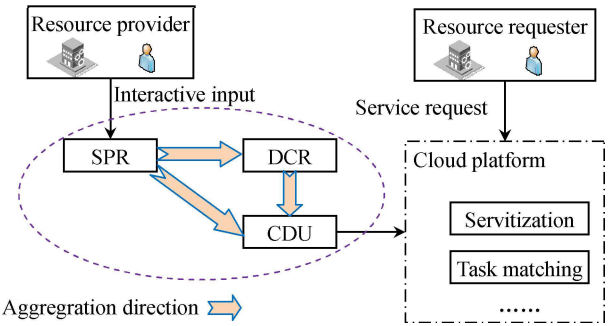 Resource provider
Resource requester
Interactive input
Service request
SPR
DCR
Cloud platform
CDU
Servitization
Task matching
......
Aggregration direction